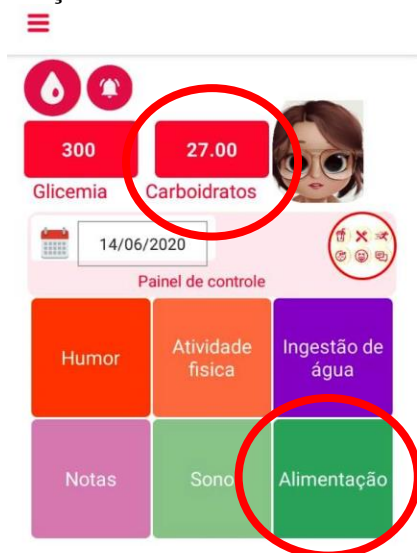 300 27.00
Glicemia Carboidratos
14/06/2020
Painel de controle
Humor
Atividade
fisica
Ingestão de
água
Notas
Sono
Alimentação